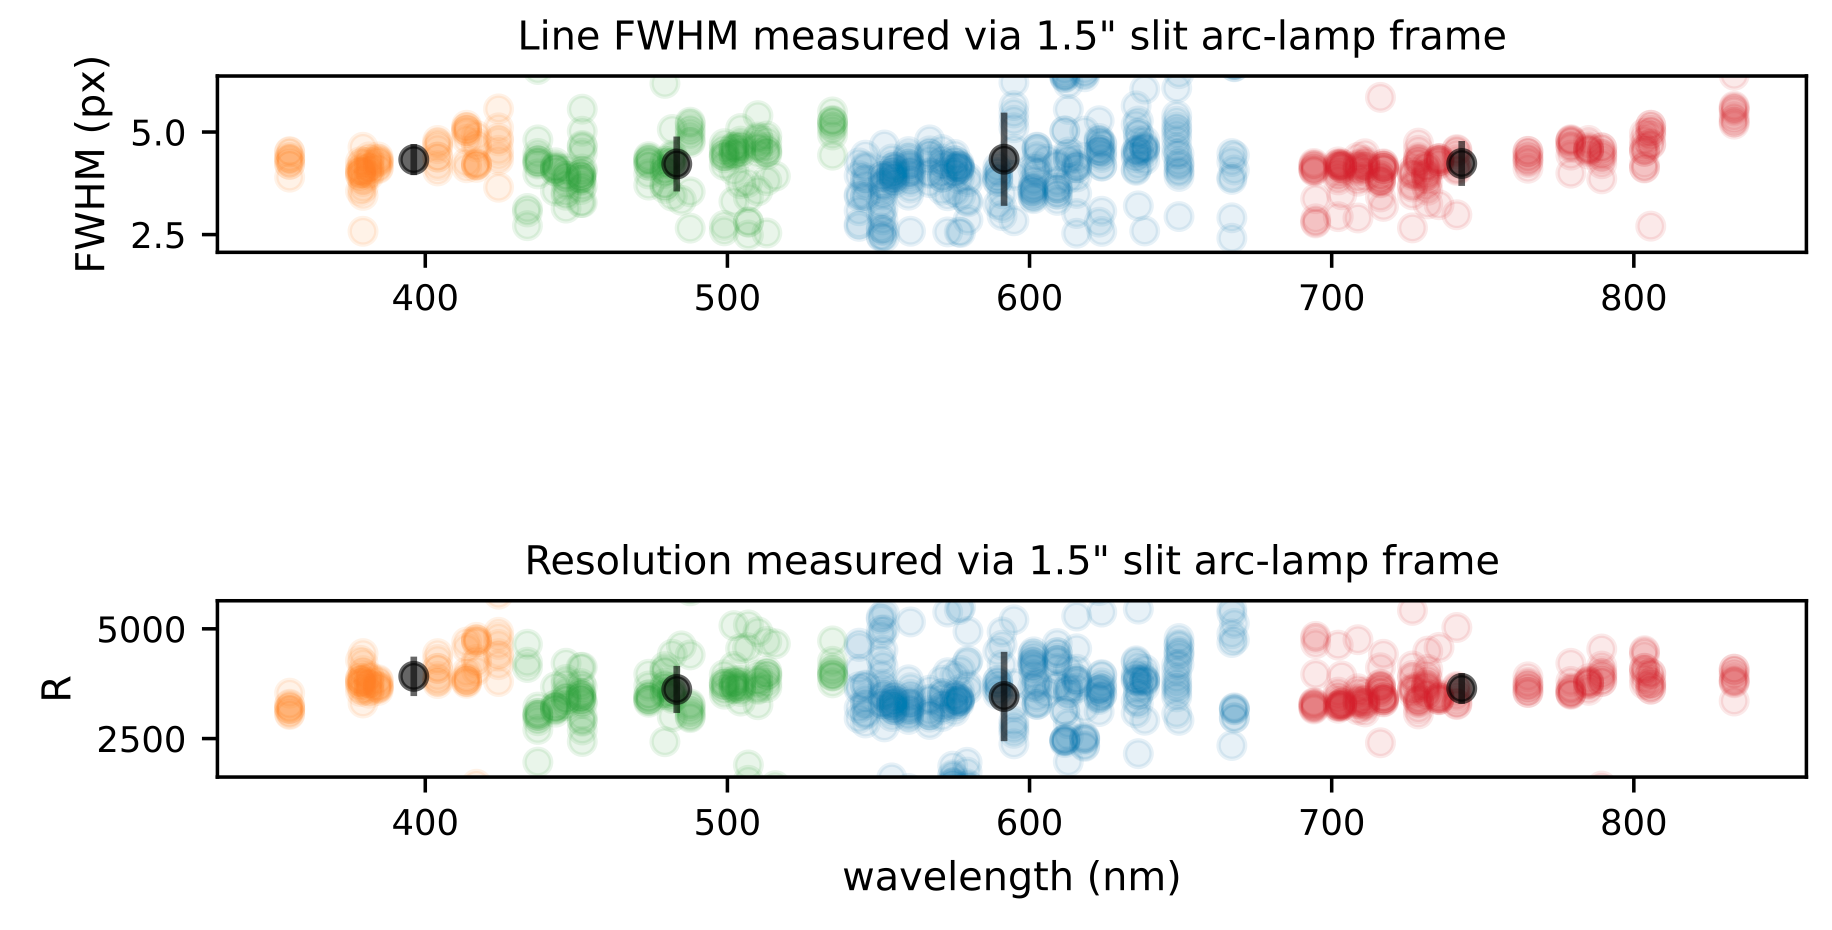 Line FWHM measured via 1.5" slit arc-lamp frame
FWHM (px)
5.0
2.5
400 500 600 700 800
Resolution measured via 1.5" slit arc-lamp frame
R
5000
2500
400 500 600 700 800
wavelength (nm)